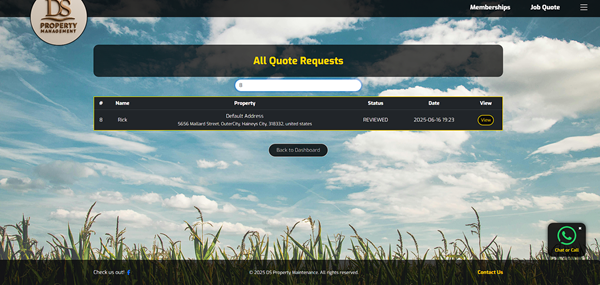 DS
PROPERTY
MANAGEMENT
Memberships Job Quote
All Quote Requests
8
# Name Property Status Date View
8 Rick Default Address REVIEWED 2025-06-16 19:23 View
5656 Mallard Street, OuterCity, Haineys City, 318332, united states
Back to Dashboard
Chat or Call
Check us out! © 2025 DS Property Maintenance. All rights reserved. Contact Us